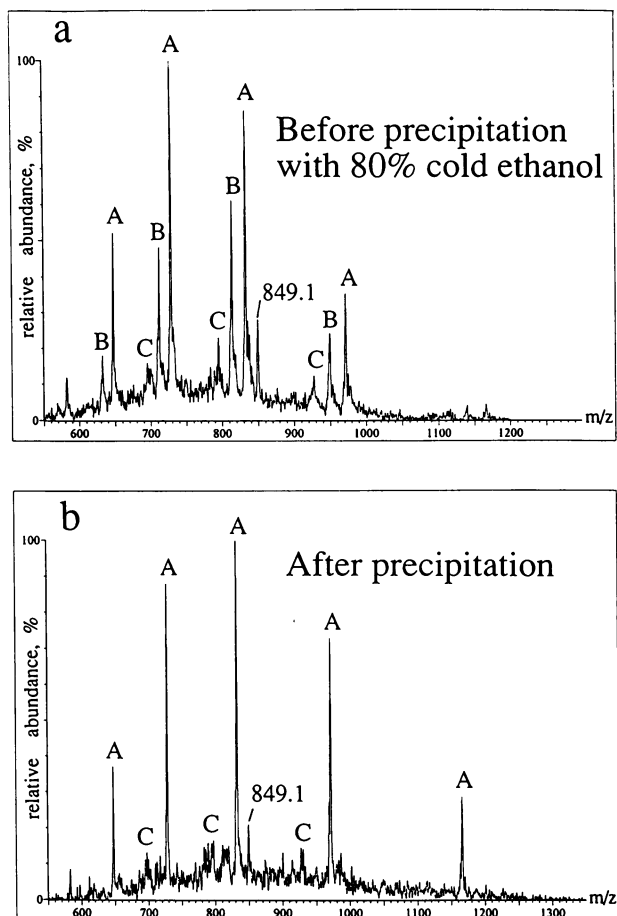 a
100
A
A
Before precipitation
with 80% cold ethanol
B
A
B
849.1
A
C
B
B
C
C
relative abundance, %
0
600
700
800
900
1000
1100
1200
m/z
b
100
A
A
After precipitation
A
A
A
849.1
C
C
C
relative abundance, %
0
600
700
800
900
1000
1100
1200
1300
m/z